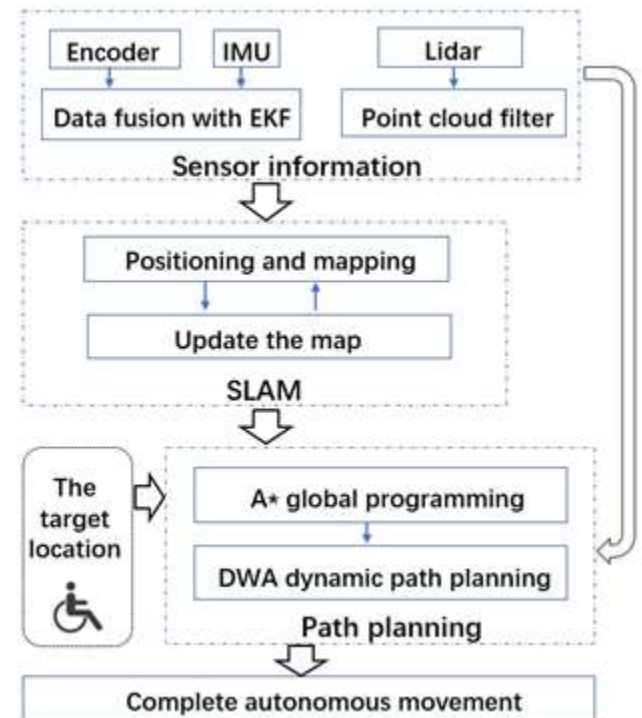 Encoder
IMU
Lidar
Data fusion with EKF
Point cloud filter
Sensor information
Positioning and mapping
Update the map
SLAM
The
target
location
A* global programming
DWA dynamic path planning
Path planning
Complete autonomous movement